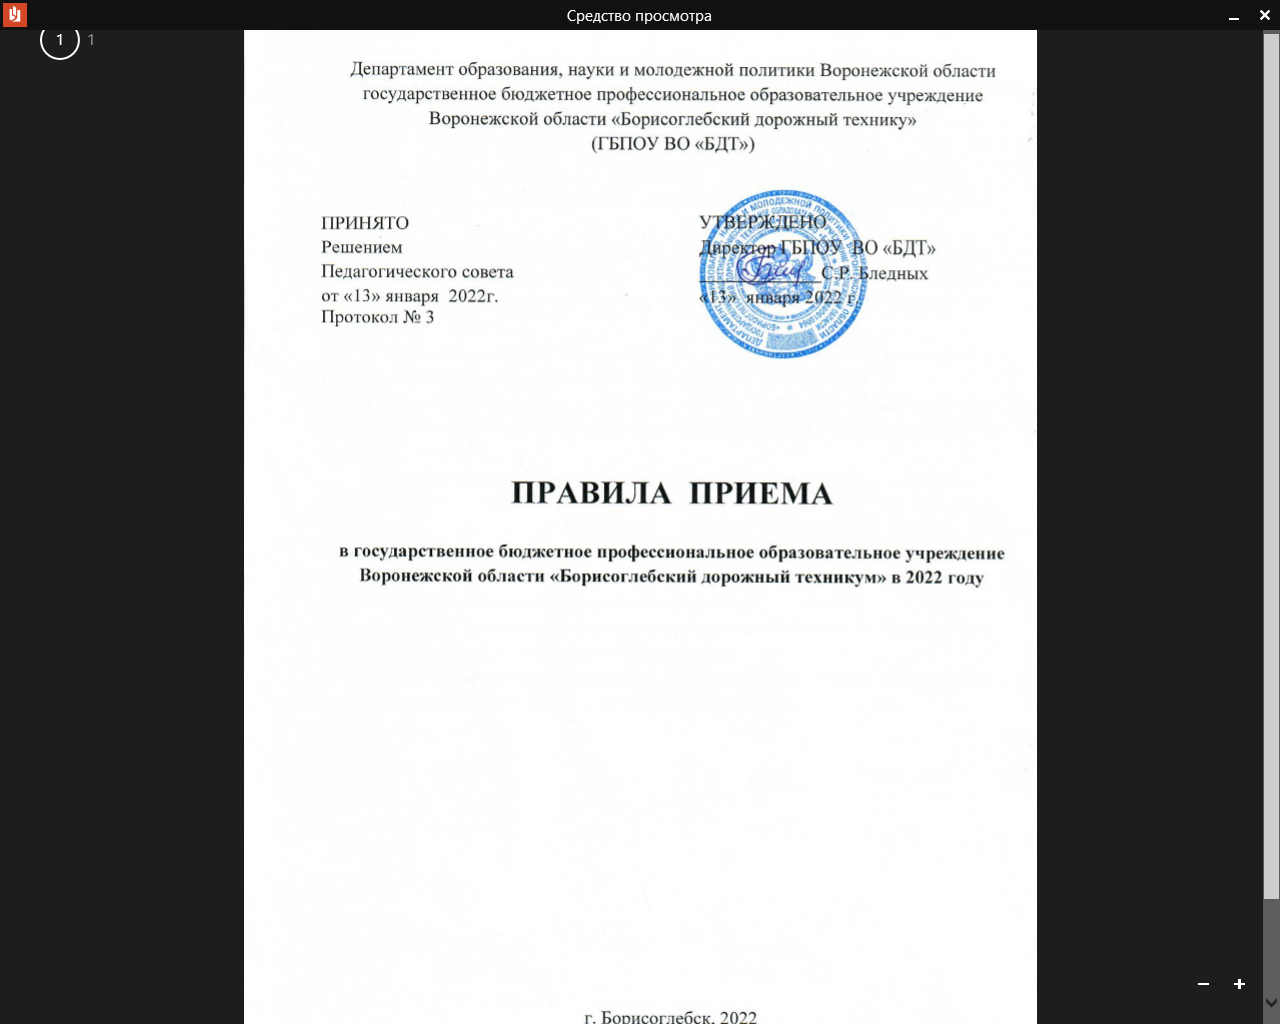 Средство просмотра
1 1
Департамент образования, науки и молодежной политики Воронежской области
государственное бюджетное профессиональное образовательное учреждение
Воронежской области «Борисоглебский дорожный технику»
(ГБПОУ ВО «БДТ»)
ПРИНЯТО
Решением
Педагогического совета
от «13» января 2022г.
Протокол № 3
УТВЕРЖДЕНО
Директор ГБПОУ ВО «БДТ»
С.Р. Бледных
«13» января 2022 г.
ПРАВИЛА ПРИЕМА
в государственное бюджетное профессиональное образовательное учреждение
Воронежской области «Борисоглебский дорожный техникум» в 2022 году
г. Борисоглебск, 2022